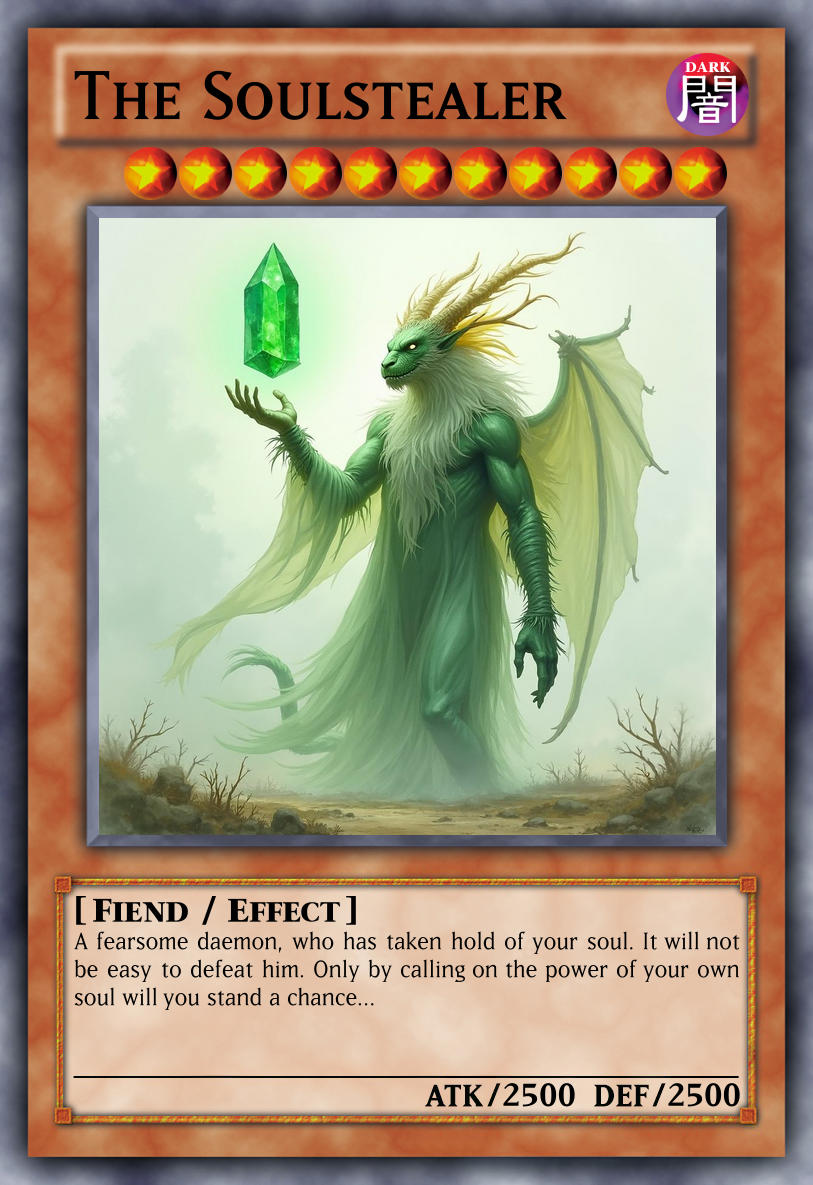 The Soulstealer
DARK
闇
[ Fiend / Effect ]
A fearsome daemon, who has taken hold of your soul. It will not
be easy to defeat him. Only by calling on the power of your own
soul will you stand a chance...
ATK/2500 DEF/2500